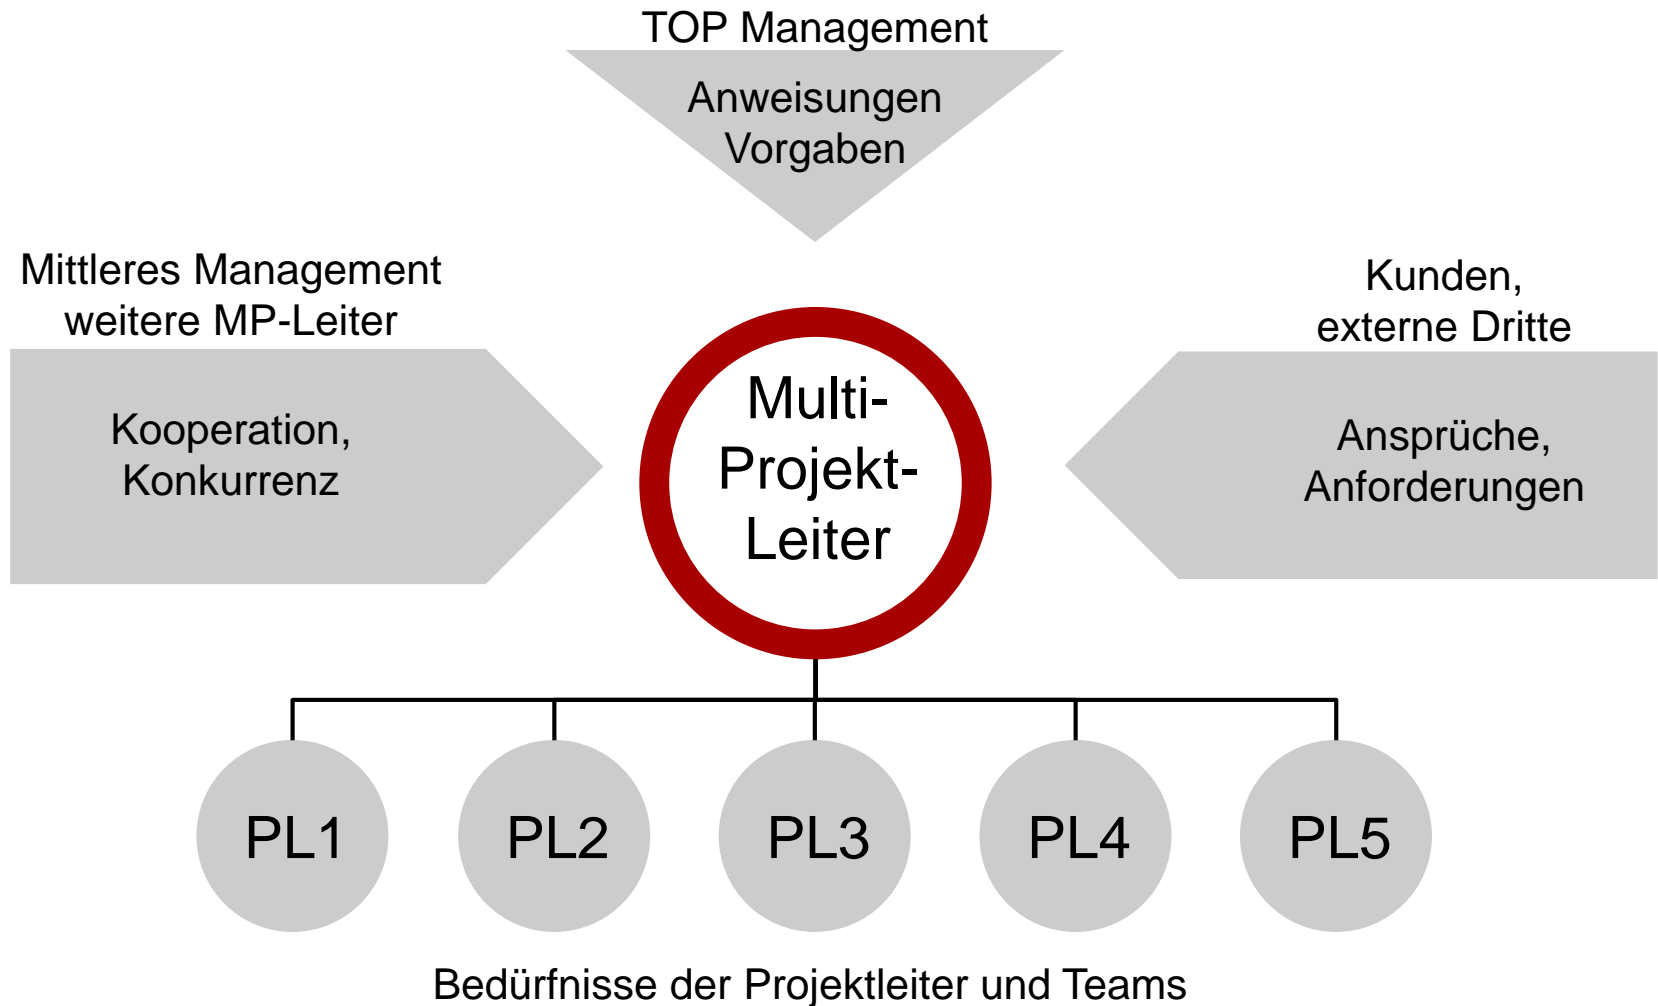 TOP Management
Anweisungen
Vorgaben
Mittleres Management
weitere MP-Leiter
Kooperation,
Konkurrenz
Multi-
Projekt-
Leiter
Kunden,
externe Dritte
Ansprüche,
Anforderungen
PL1
PL2
PL3
PL4
PL5
Bedürfnisse der Projektleiter und Teams